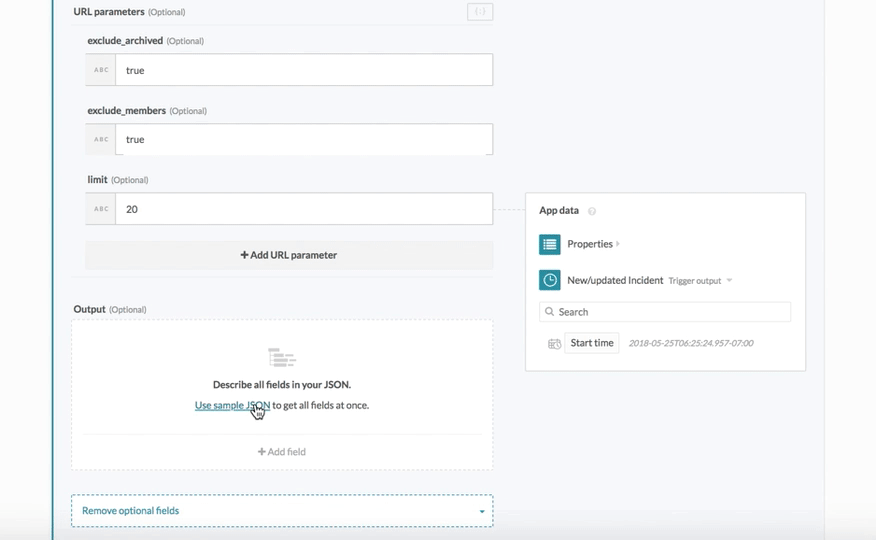 URL parameters (Optional)
exclude_archived (Optional)
ABC true
exclude_members (Optional)
ABC true
limit (Optional)
ABC 20
+ Add URL parameter
App data ?
Properties
New/updated Incident Trigger output
Search
Start time 2018-05-25T06:25:24.957-07:00
Output (Optional)
Describe all fields in your JSON.
Use sample JSON to get all fields at once.
+ Add field
Remove optional fields